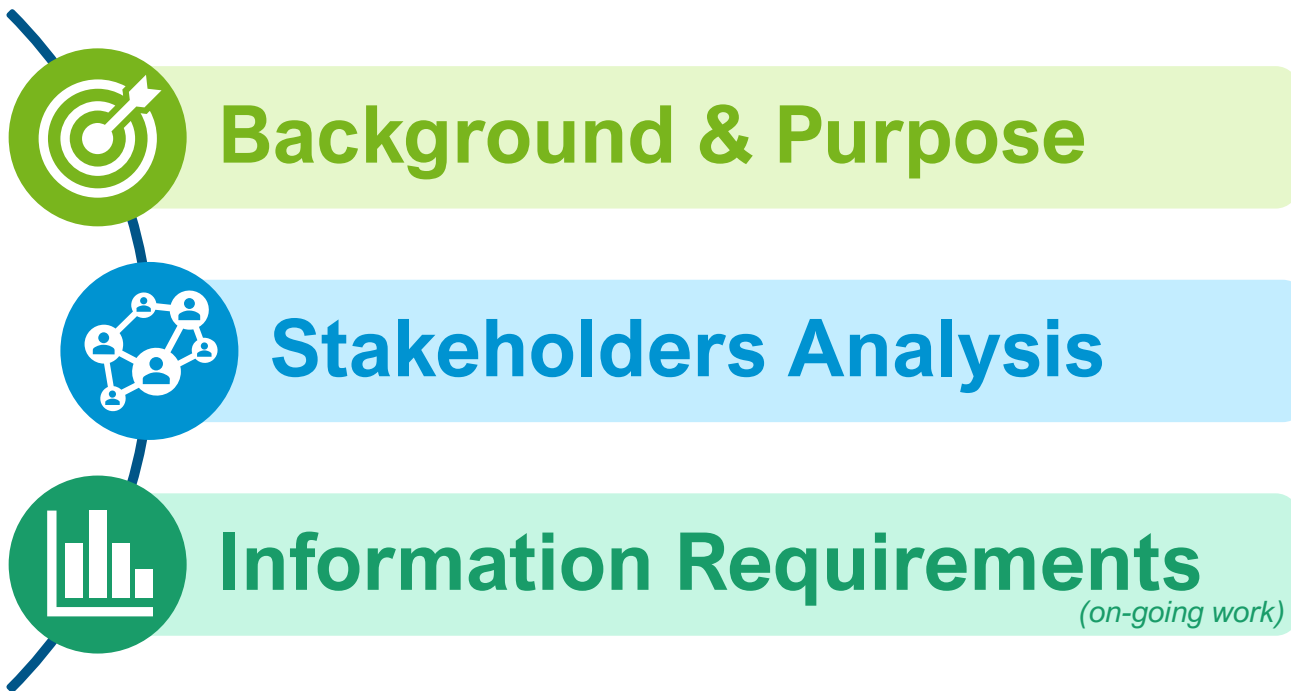 Background & Purpose
Stakeholders Analysis
Information Requirements
(on-going work)